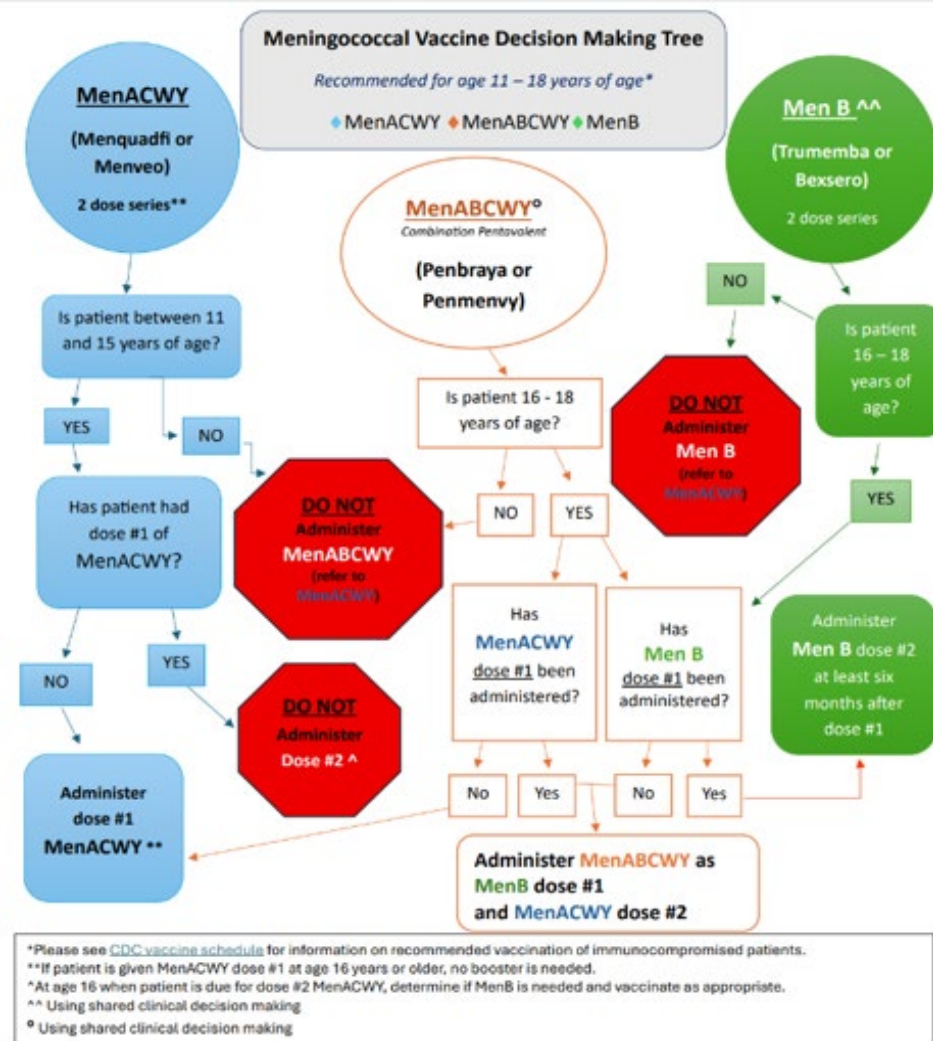 Meningococcal Vaccine Decision Making Tree
Recommended for age 11 – 18 years of age*
MenACWY MenABCWY MenB
MenACWY
(Menquadfi or
Menveo)
2 dose series**
Is patient between 11
and 15 years of age?
YES
NO
Has patient had
dose #1 of
MenACWY?
NO
YES
Administer
dose #1
MenACWY **
DO NOT
Administer
Dose #2 ^
MenABCWY°
Combination Pentavalent
(Penbraya or
Penmenvy)
Is patient 16 - 18
years of age?
NO
YES
DO NOT
Administer
MenABCWY
(refer to
MenACWY)
Has
MenACWY
dose #1 been
administered?
Has
Men B
dose #1 been
administered?
No
Yes
No
Yes
Administer MenABCWY as
MenB dose #1
and MenACWY dose #2
Men B ^^
(Trumemba or
Bexsero)
2 dose series
Is patient
16 – 18
years of
age?
NO
YES
DO NOT
Administer
Men B
(refer to
MenACWY)
Administer
Men B dose #2
at least six
months after
dose #1
*Please see CDC vaccine schedule for information on recommended vaccination of immunocompromised patients.
**If patient is given MenACWY dose #1 at age 16 years or older, no booster is needed.
^At age 16 when patient is due for dose #2 MenACWY, determine if MenB is needed and vaccinate as appropriate.
^^ Using shared clinical decision making
° Using shared clinical decision making